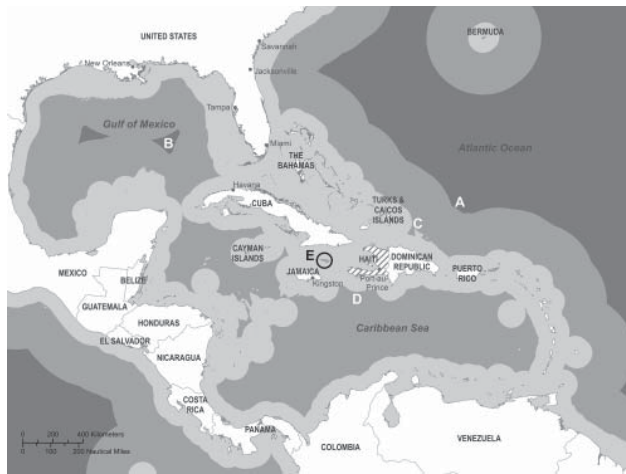 UNITED STATES
BERMUDA
Savannah
New Orleans
Jacksonville
Tampa
Gulf of Mexico
B
Atlantic Ocean
Miami
THE
BAHAMAS
Havana
CUBA
TURKS &
CAICOS
ISLANDS
A
C
CAYMAN
ISLANDS
E
HAITI
DOMINICAN
REPUBLIC
MEXICO
BELIZE
JAMAICA
Kingston
Port-au-
Prince
PUERTO
RICO
D
GUATEMALA
HONDURAS
Caribbean Sea
EL SALVADOR
NICARAGUA
COSTA
RICA
PANAMA
COLOMBIA
VENEZUELA
0 200 400 Kilometers
0 100 200 Nautical Miles